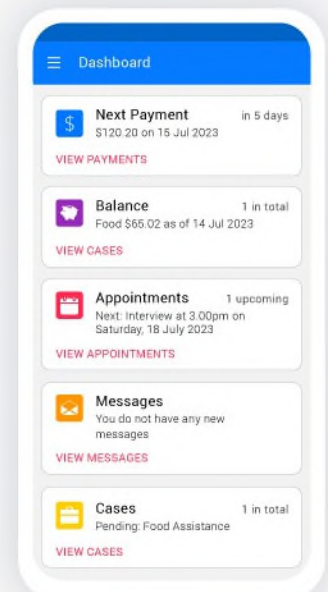 Dashboard
$
Next Payment in 5 days
$120.20 on 15 Jul 2023
VIEW PAYMENTS
Balance 1 in total
Food $65.02 as of 14 Jul 2023
VIEW CASES
Appointments 1 upcoming
Next: Interview at 3.00pm on
Saturday, 18 July 2023
VIEW APPOINTMENTS
Messages
You do not have any new
messages
VIEW MESSAGES
Cases 1 in total
Pending: Food Assistance
VIEW CASES